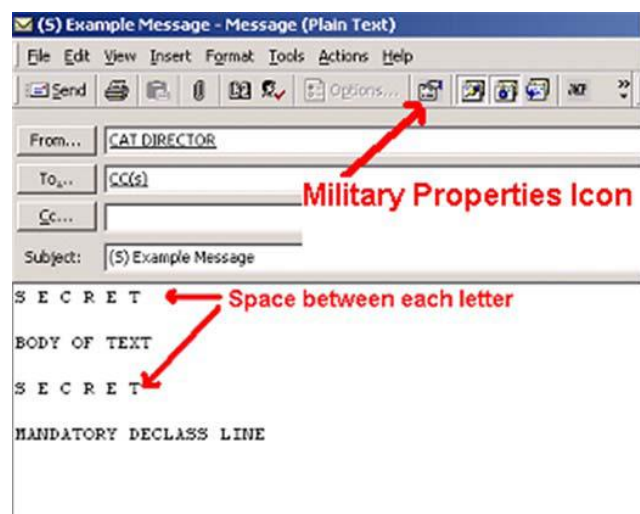 (S) Example Message - Message (Plain Text)
File Edit View Insert Format Tools Actions Help
Send Options...
From... CAT DIRECTOR
To... CC(s)
Military Properties Icon
Cc...
Subject: (S) Example Message
S E C R E T Space between each letter
BODY OF TEXT
S E C R E T
MANDATORY DECLASS LINE